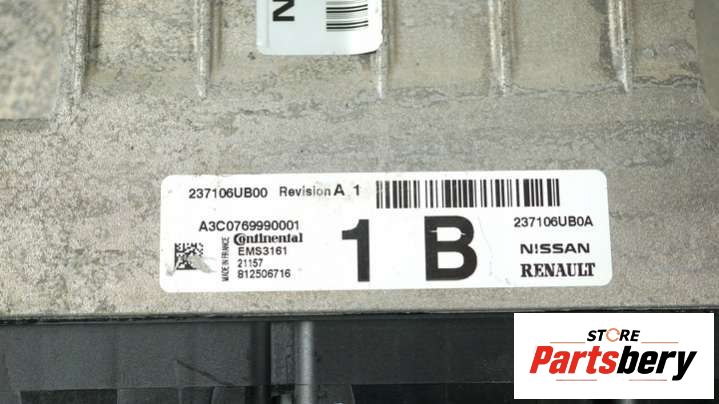 N
237106UB00 Revision A 1
A3C0769990001
Continental
EMS3161
21157
812506716
MADE IN FRANCE
1 B
237106UB0A
NISSAN
RENAULT
STORE
Partsbery